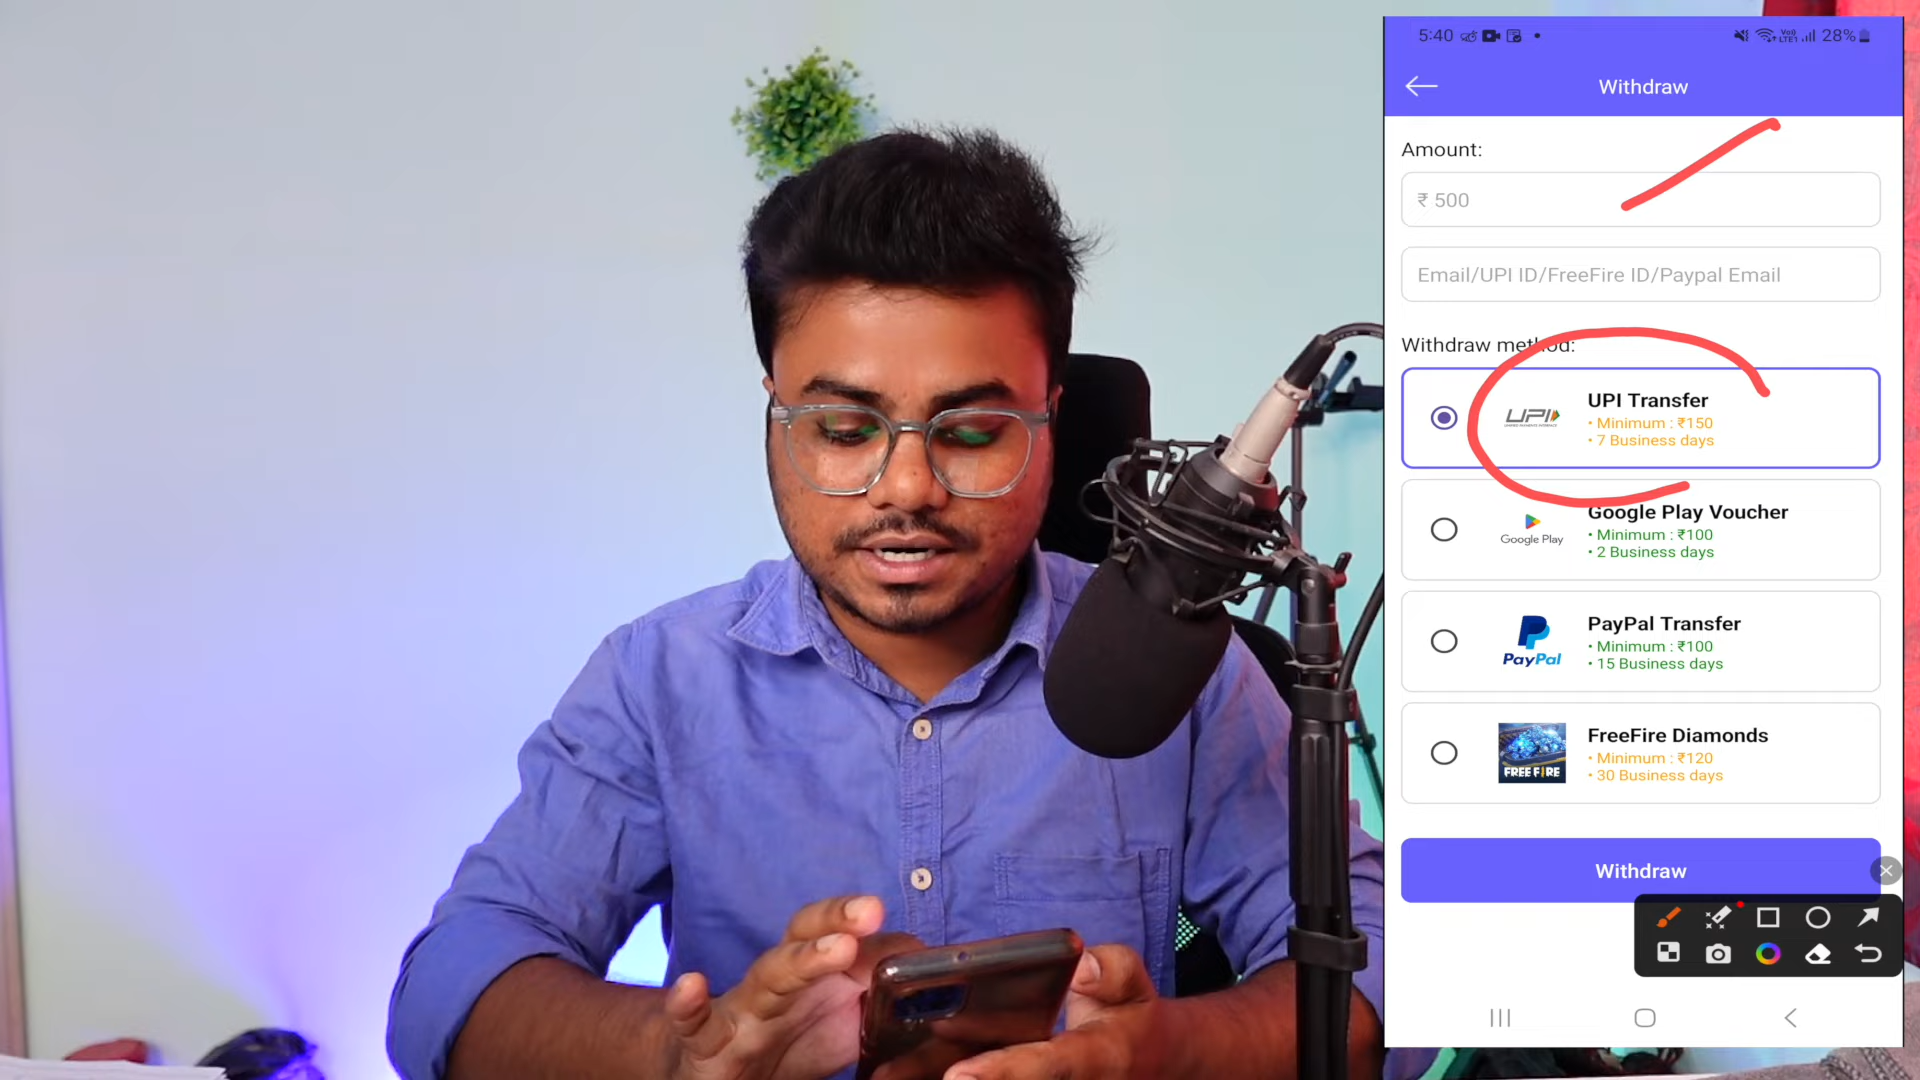 5:40
28%
Withdraw
Amount:
₹ 500
Email/UPI ID/FreeFire ID/Paypal Email
Withdraw method:
UPI
UPI Transfer
• Minimum : ₹150
• 7 Business days
Google Play
Google Play Voucher
• Minimum : ₹100
• 2 Business days
PayPal
PayPal Transfer
• Minimum : ₹100
• 15 Business days
FREE FIRE
FreeFire Diamonds
• Minimum : ₹120
• 30 Business days
Withdraw